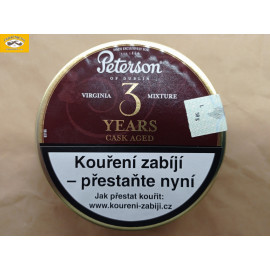 Peterson
OF DUBLIN
VIRGINIA MIXTURE
3
YEARS
CASK AGED
Kouření zabíjí
– přestaňte nyní
Jak přestat kouřit:
www.koureni-zabiji.cz